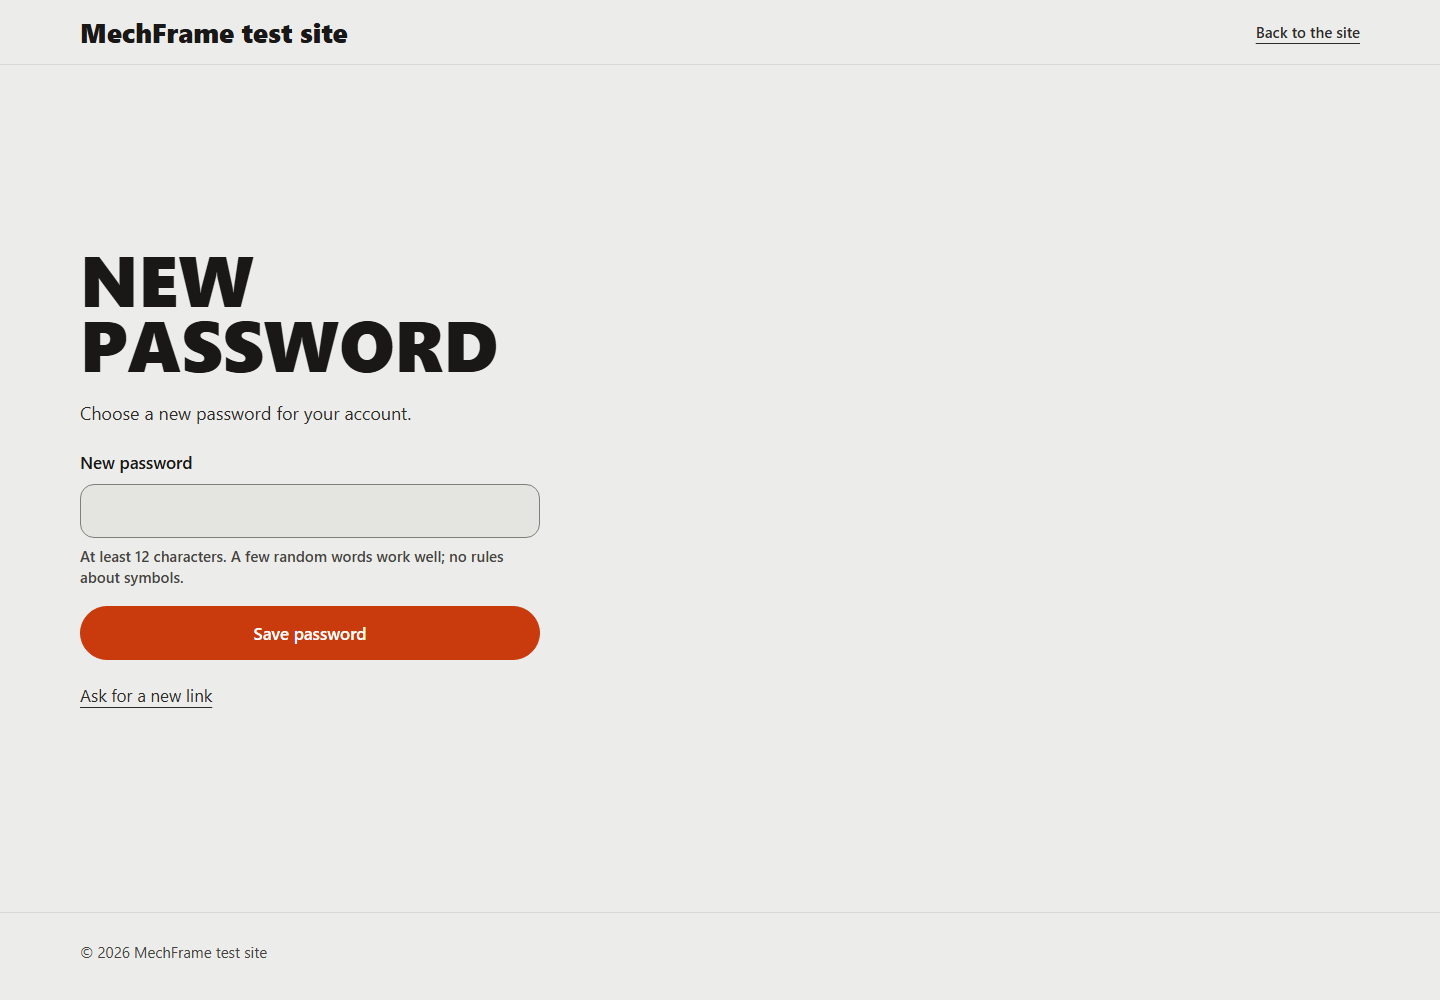 MechFrame test site
Back to the site
NEW
PASSWORD
Choose a new password for your account.
New password
At least 12 characters. A few random words work well; no rules
about symbols.
Save password
Ask for a new link
© 2026 MechFrame test site